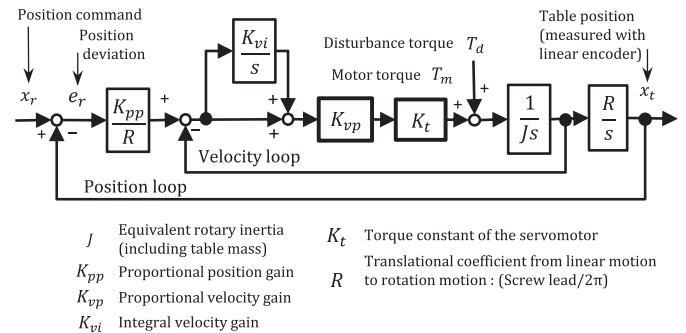 Position command
Position
deviation
x_r
e_r
K_pp
R
+
−
+
−
K_vi
s
+
+
K_vp
K_t
Disturbance torque T_d
Motor torque T_m
+
+
1
Js
R
s
Table position
(measured with
linear encoder)
x_t
Velocity loop
Position loop
J Equivalent rotary inertia
(including table mass)
K_pp Proportional position gain
K_vp Proportional velocity gain
K_vi Integral velocity gain
K_t Torque constant of the servomotor
R Translational coefficient from linear motion
to rotation motion : (Screw lead/2π)